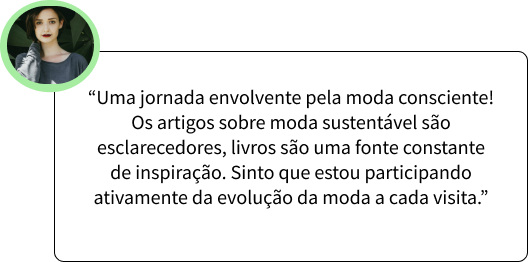 “Uma jornada envolvente pela moda consciente!
Os artigos sobre moda sustentável são
esclarecedores, livros são uma fonte constante
de inspiração. Sinto que estou participando
ativamente da evolução da moda a cada visita.”